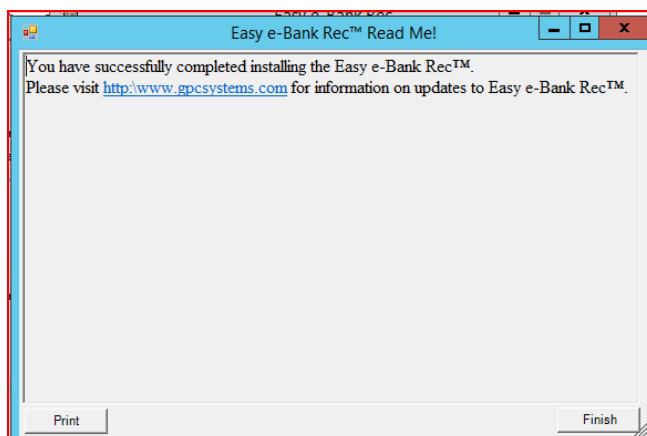 Easy e-Bank Rec™ Read Me!
You have successfully completed installing the Easy e-Bank Rec™.
Please visit http:\www.gpcsystems.com for information on updates to Easy e-Bank Rec™.
Print
Finish